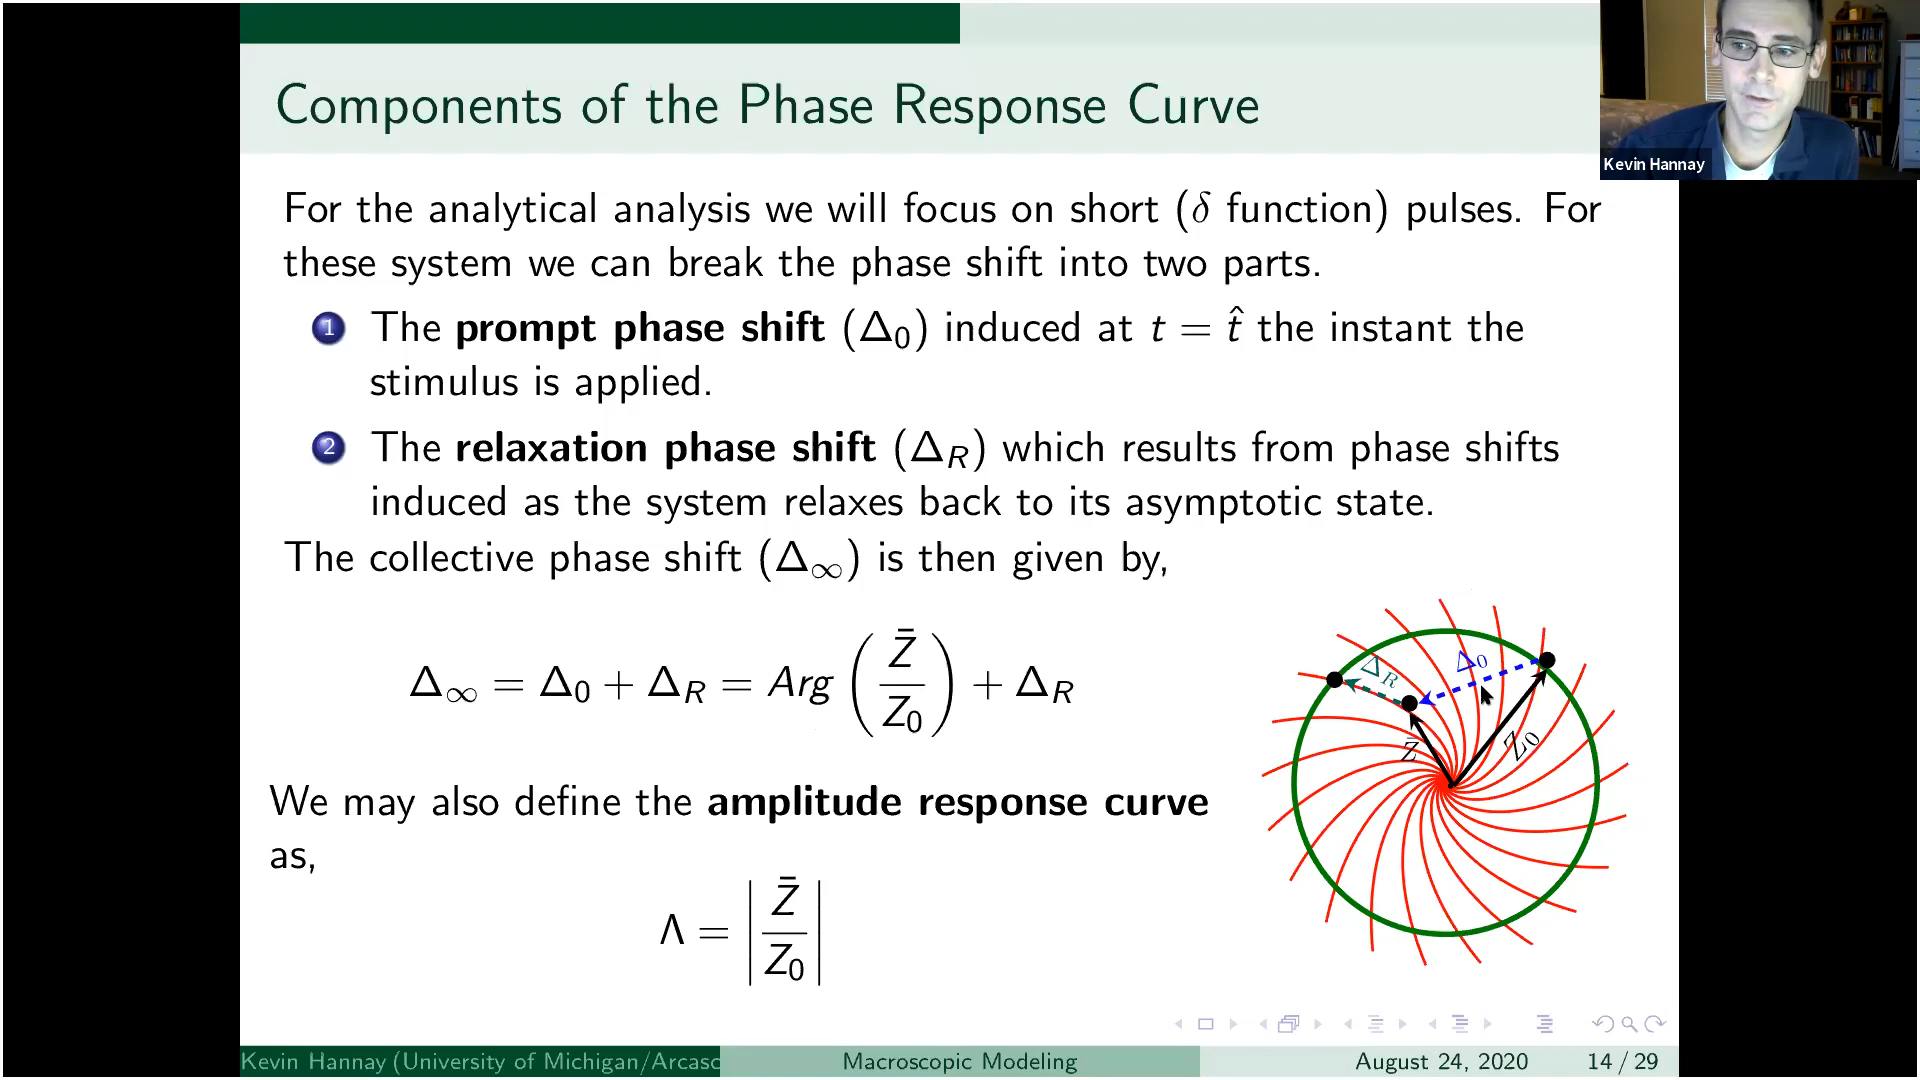 Components of the Phase Response Curve
Kevin Hannay
For the analytical analysis we will focus on short (δ function) pulses. For
these system we can break the phase shift into two parts.
1 The prompt phase shift (Δ₀) induced at t = t̂ the instant the
stimulus is applied.
2 The relaxation phase shift (Δ_R) which results from phase shifts
induced as the system relaxes back to its asymptotic state.
The collective phase shift (Δ∞) is then given by,
Δ∞ = Δ₀ + Δ_R = Arg (Z̄ / Z₀) + Δ_R
Δ_R
Δ₀
Z̄
Z₀
We may also define the amplitude response curve
as,
Λ = |Z̄ / Z₀|
Kevin Hannay (University of Michigan/Arcasc
Macroscopic Modeling
August 24, 2020
14 / 29